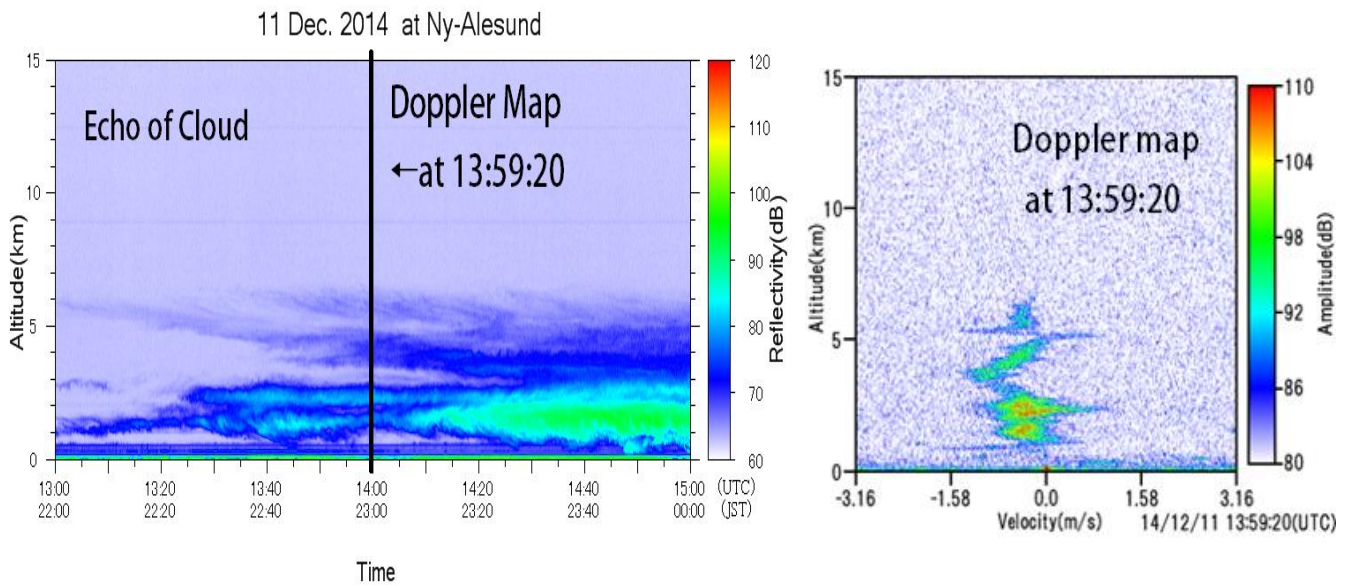 11 Dec. 2014 at Ny-Alesund
Echo of Cloud
Doppler Map
←at 13:59:20
Altitude(km)
15
10
5
0
13:00 13:20 13:40 14:00 14:20 14:40 15:00 (UTC)
22:00 22:20 22:40 23:00 23:20 23:40 00:00 (JST)
Time
120
110
100
90
80
70
60
Reflectivity(dB)
Doppler map
at 13:59:20
Altitude(km)
15
10
5
0
-3.16 -1.58 0.0 1.58 3.16
Velocity(m/s) 14/12/11 13:59:20(UTC)
110
104
98
92
86
80
Amplitude(dB)